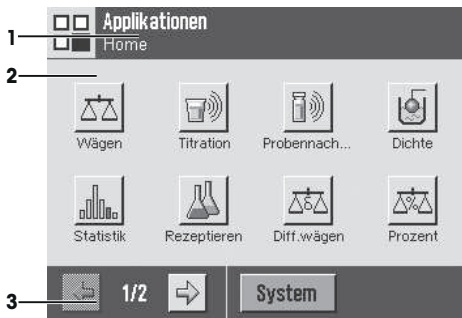 Applikationen
1
Home
2
Wägen
Titration
Probennach...
Dichte
Statistik
Rezeptieren
Diff.wägen
Prozent
3
1/2
System